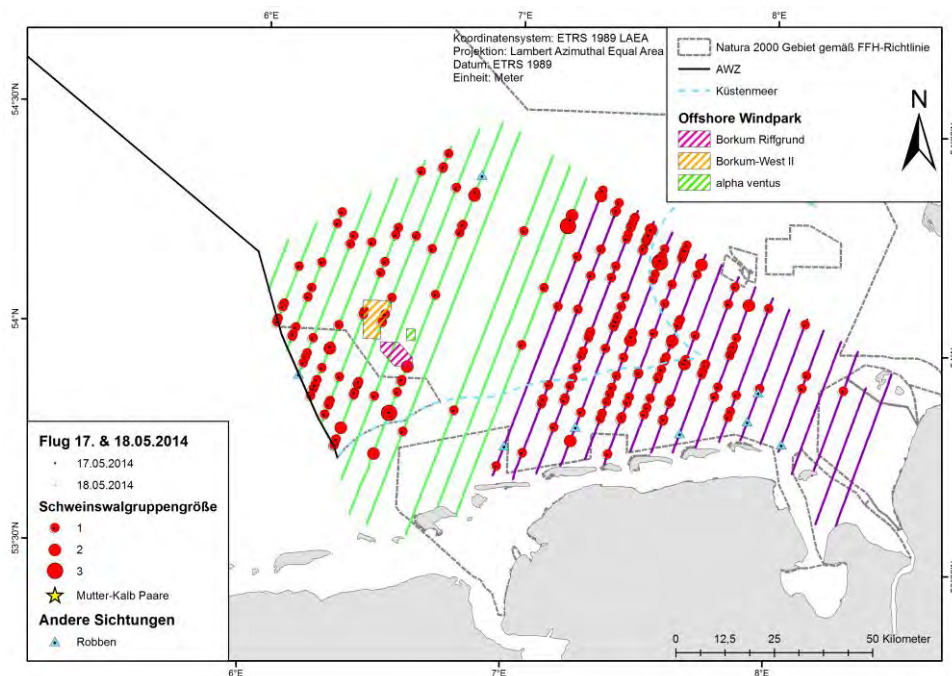 6°E
7°E
8°E
Koordinatensystem: ETRS 1989 LAEA
Projektion: Lambert Azimuthal Equal Area
Datum: ETRS 1989
Einheit: Meter
Natura 2000 Gebiet gemäß FFH-Richtlinie
AWZ
Küstenmeer
Offshore Windpark
Borkum Riffgrund
Borkum-West II
alpha ventus
N
54°30'N
54°N
53°30'N
Flug 17. & 18.05.2014
17.05.2014
18.05.2014
Schweinswalgruppengröße
1
2
3
Mutter-Kalb Paare
Andere Sichtungen
Robben
0 12,5 25 50 Kilometer
6°E
7°E
8°E